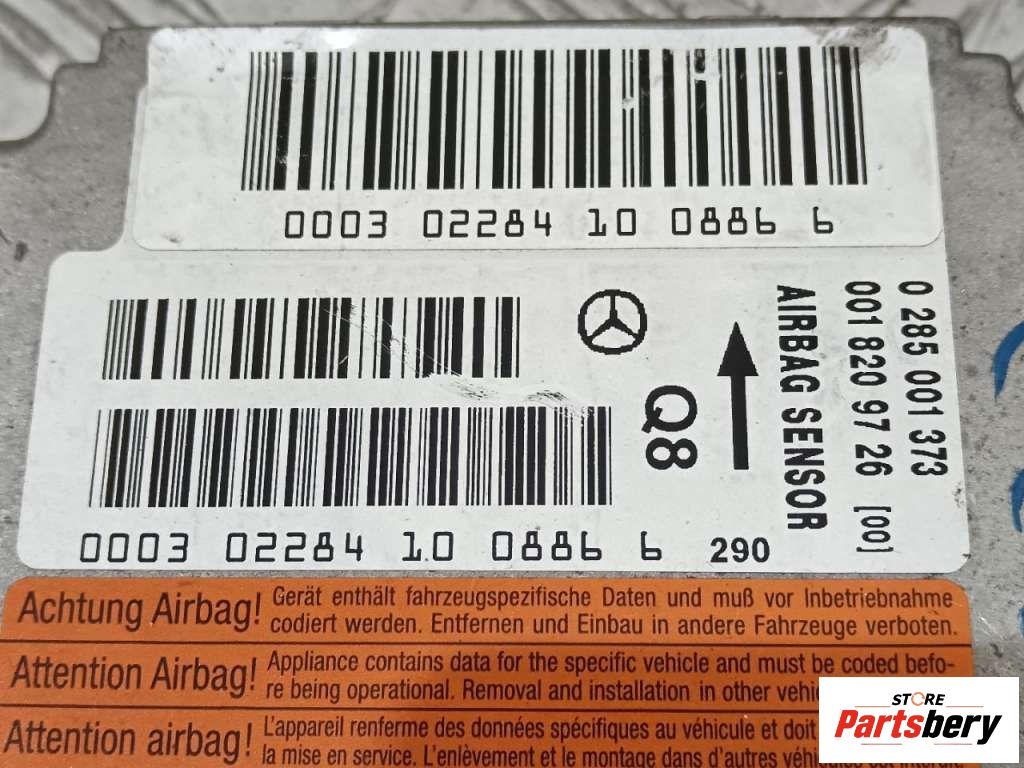 0003 02284 10 0886 6
0 285 001 373
001 820 97 26 [00]
AIRBAG SENSOR
Q8
0003 02284 10 0886 6 290
Achtung Airbag! Gerät enthält fahrzeugspezifische Daten und muß vor Inbetriebnahme
codiert werden. Entfernen und Einbau in andere Fahrzeuge verboten.
Attention Airbag! Appliance contains data for the specific vehicle and must be coded befo-
re being operational. Removal and installation in other
Attention airbag! L'appareil renferme des données spécifiques au véhicule et doit
la mise en service. L'enlèvement et le montage dans d'autres
STORE
Partsbery